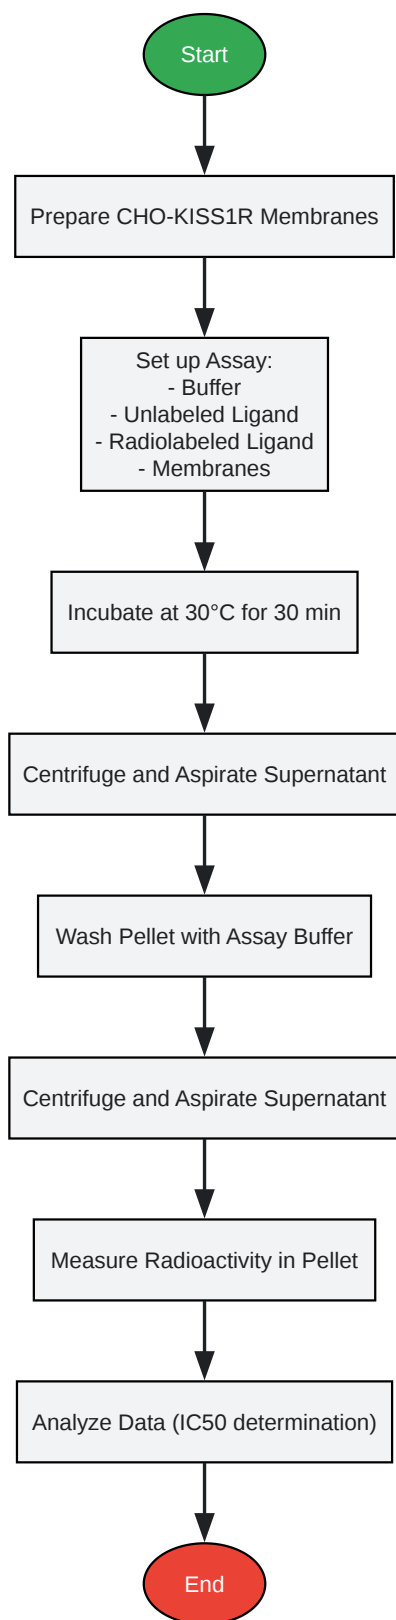 Start
Prepare CHO-KISS1R Membranes
Set up Assay:
- Buffer
- Unlabeled Ligand
- Radiolabeled Ligand
- Membranes
Incubate at 30°C for 30 min
Centrifuge and Aspirate Supernatant
Wash Pellet with Assay Buffer
Centrifuge and Aspirate Supernatant
Measure Radioactivity in Pellet
Analyze Data (IC50 determination)
End